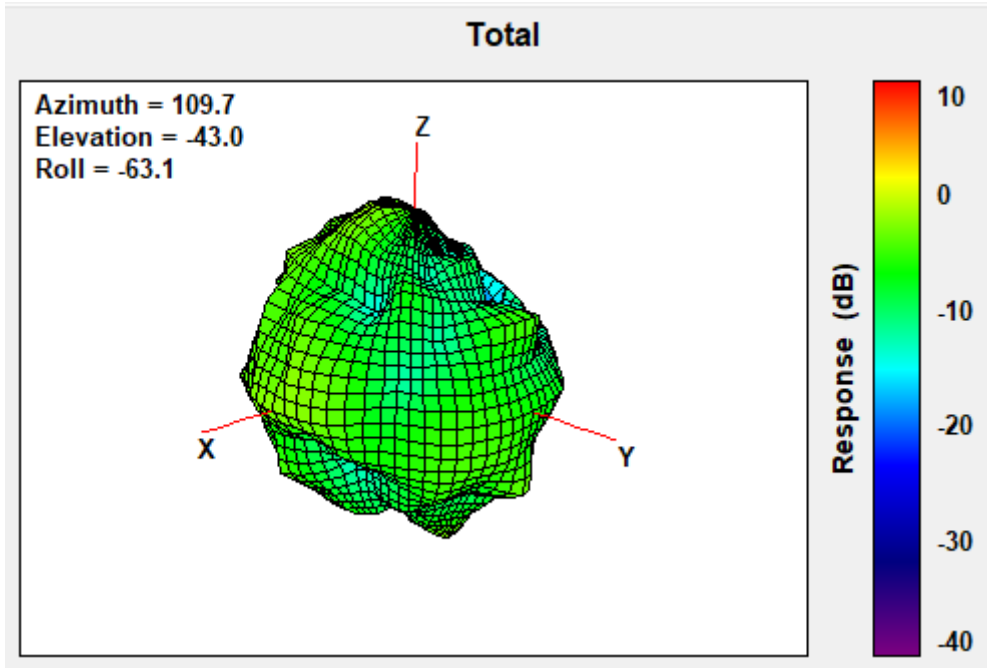 Total
Azimuth = 109.7
Elevation = -43.0
Roll = -63.1
Z
X
Y
10
0
-10
-20
-30
-40
Response (dB)